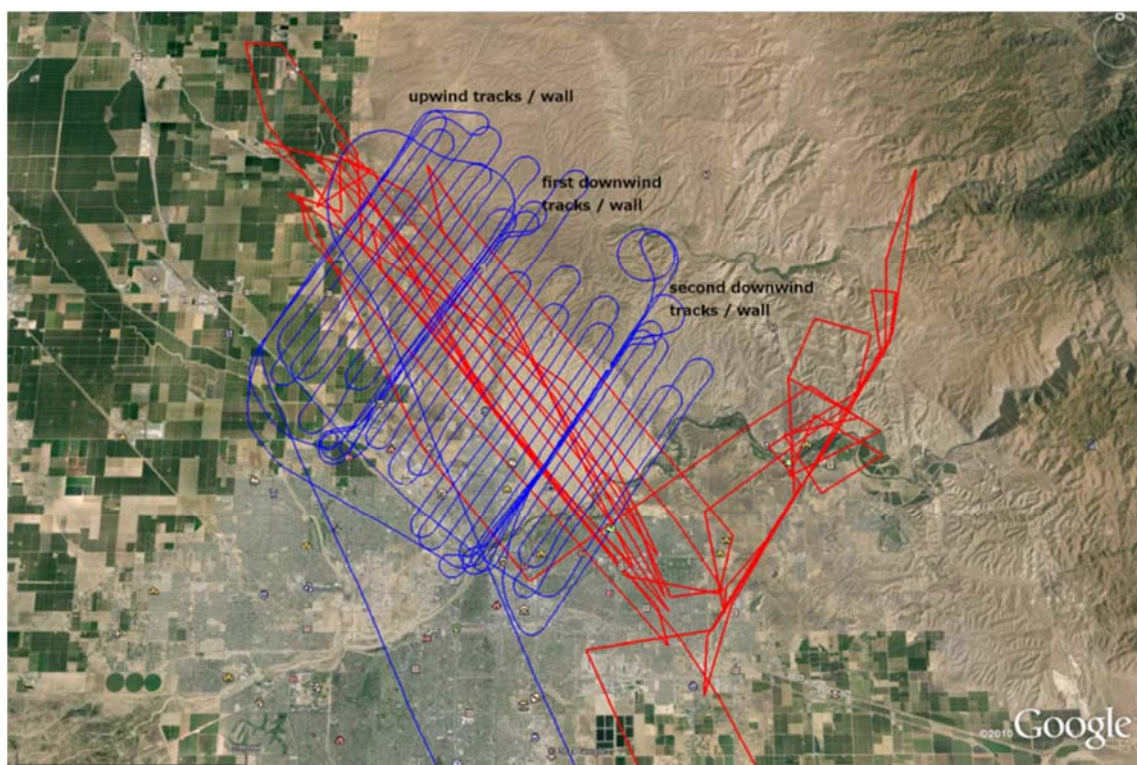 upwind tracks / wall
first downwind
tracks / wall
second downwind
tracks / wall
©2010 Google